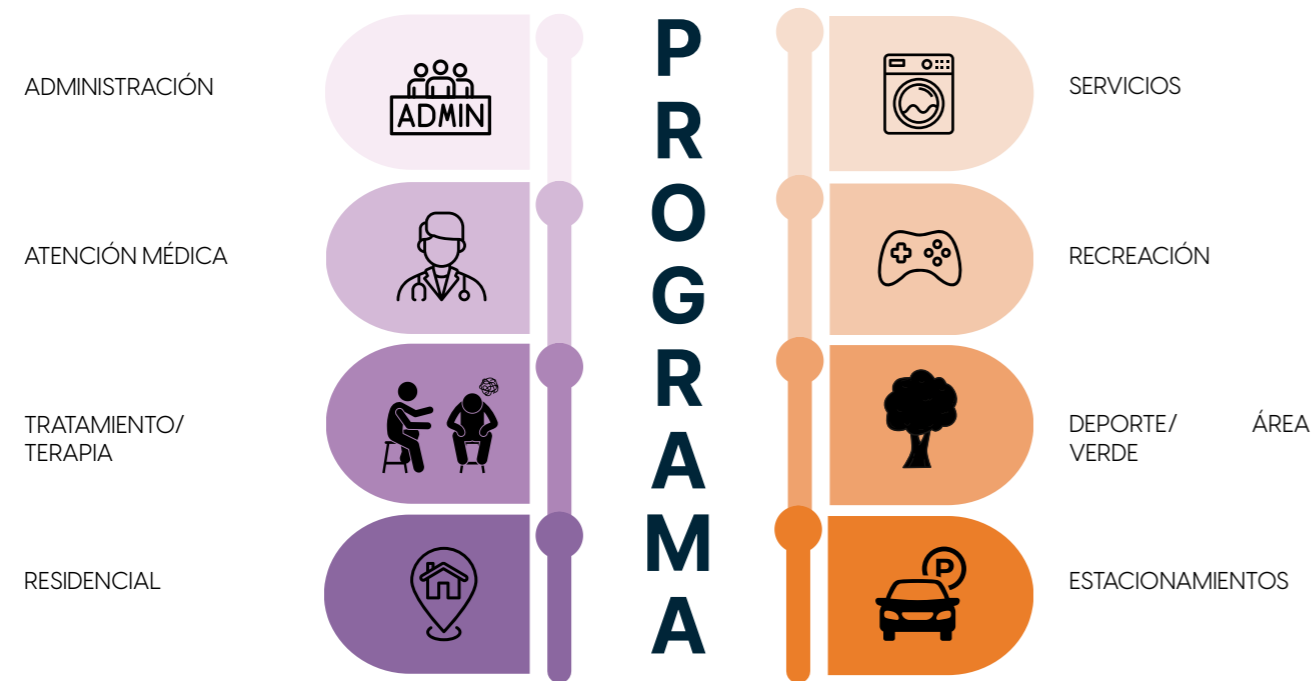 PROGRAMA
ADMINISTRACIÓN
ADMIN
ATENCIÓN MÉDICA
TRATAMIENTO/
TERAPIA
RESIDENCIAL
SERVICIOS
RECREACIÓN
DEPORTE/ ÁREA
VERDE
P
ESTACIONAMIENTOS